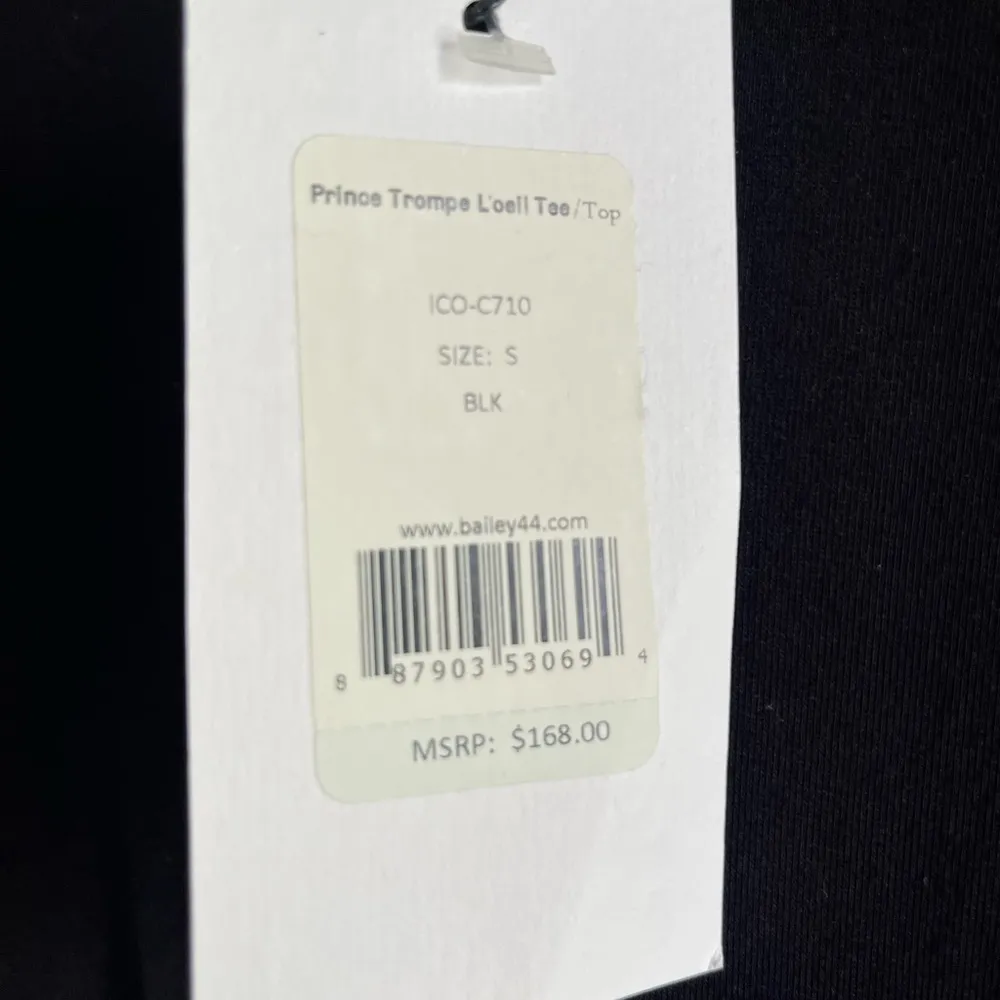 Prince Trompe L'oeil Tee/Top
ICO-C710
SIZE: S
BLK
www.bailey44.com
8 87903 53069 4
MSRP: $168.00